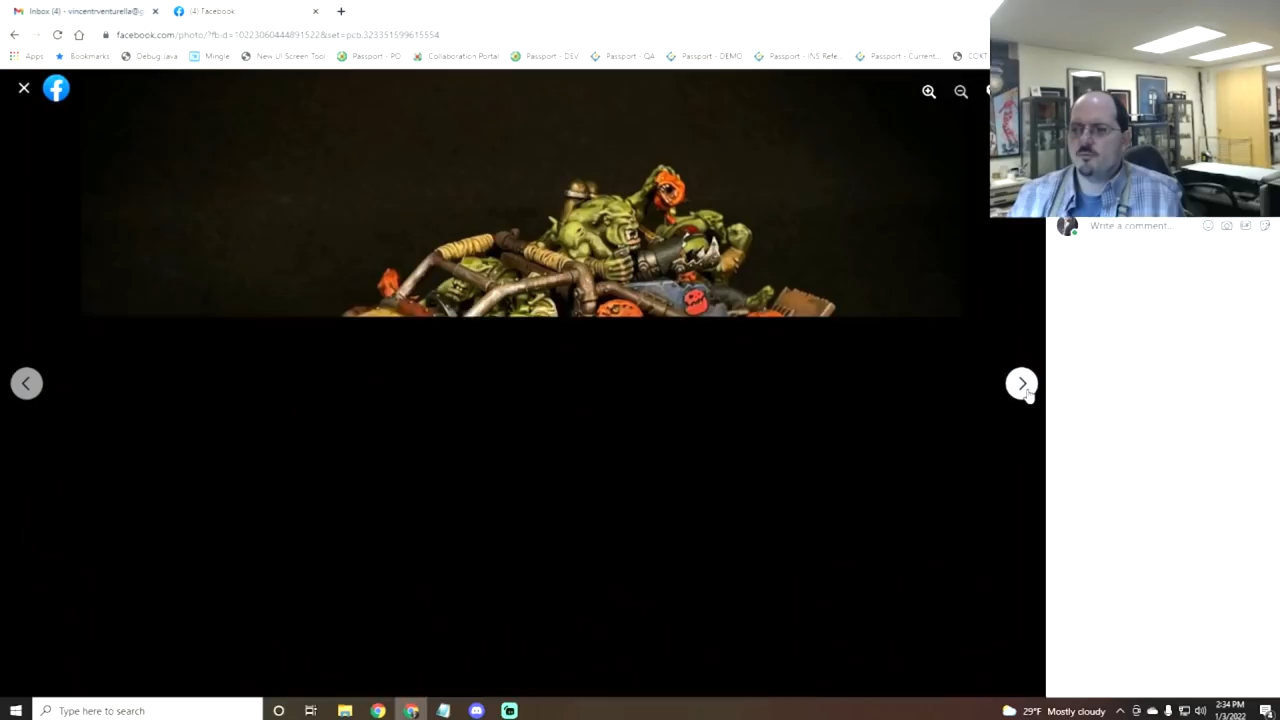 Inbox (4) - vincentrventurella@g
(4) Facebook
facebook.com/photo/?fbid=10223060444891522&set=pcb.323351599615554
Apps
Bookmarks
Debug Java
Mingle
New UI Screen Tool
Passport - PO
Collaboration Portal
Passport - DEV
Passport - QA
Passport - DEMO
Passport - INS Refe...
Passport - Current...
Write a comment...
Type here to search
29°F Mostly cloudy
2:34 PM
1/3/2022